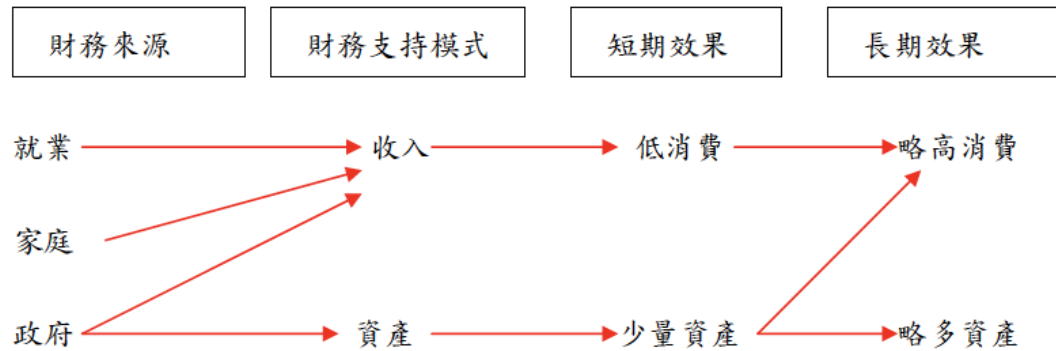 財務來源 財務支持模式 短期效果 長期效果
就業 收入 低消費 略高消費
家庭
政府 資產 少量資產 略多資產